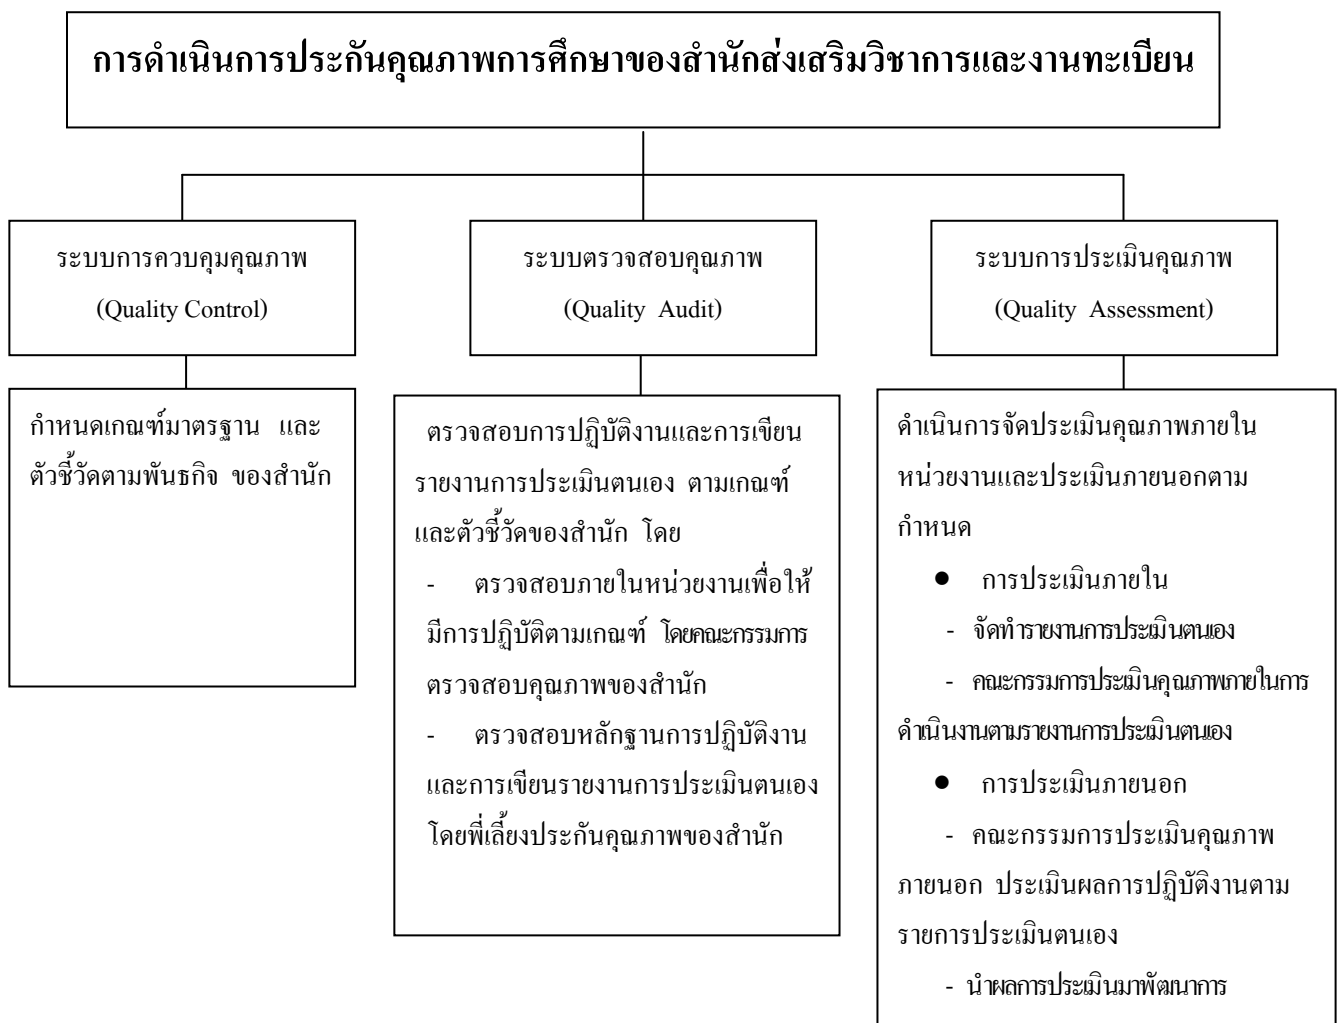 การดำเนินการประกันคุณภาพการศึกษาของสำนักส่งเสริมวิชาการและงานทะเบียน
ระบบการควบคุมคุณภาพ
(Quality Control)
กำหนดเกณฑ์มาตรฐาน และ
ตัวชี้วัดตามพันธกิจ ของสำนัก
ระบบตรวจสอบคุณภาพ
(Quality Audit)
ตรวจสอบการปฏิบัติงานและการเขียน
รายงานการประเมินตนเอง ตามเกณฑ์
และตัวชี้วัดของสำนัก โดย
- ตรวจสอบภายในหน่วยงานเพื่อให้
มีการปฏิบัติตามเกณฑ์ โดยคณะกรรมการ
ตรวจสอบคุณภาพของสำนัก
- ตรวจสอบหลักฐานการปฏิบัติงาน
และการเขียนรายงานการประเมินตนเอง
โดยพี่เลี้ยงประกันคุณภาพของสำนัก
ระบบการประเมินคุณภาพ
(Quality Assessment)
ดำเนินการจัดประเมินคุณภาพภายใน
หน่วยงานและประเมินภายนอกตาม
กำหนด
● การประเมินภายใน
- จัดทำรายงานการประเมินตนเอง
- คณะกรรมการประเมินคุณภาพภายในการ
ดำเนินงานตามรายงานการประเมินตนเอง
● การประเมินภายนอก
- คณะกรรมการประเมินคุณภาพ
ภายนอก ประเมินผลการปฏิบัติงานตาม
รายการประเมินตนเอง
- นำผลการประเมินมาพัฒนาการ